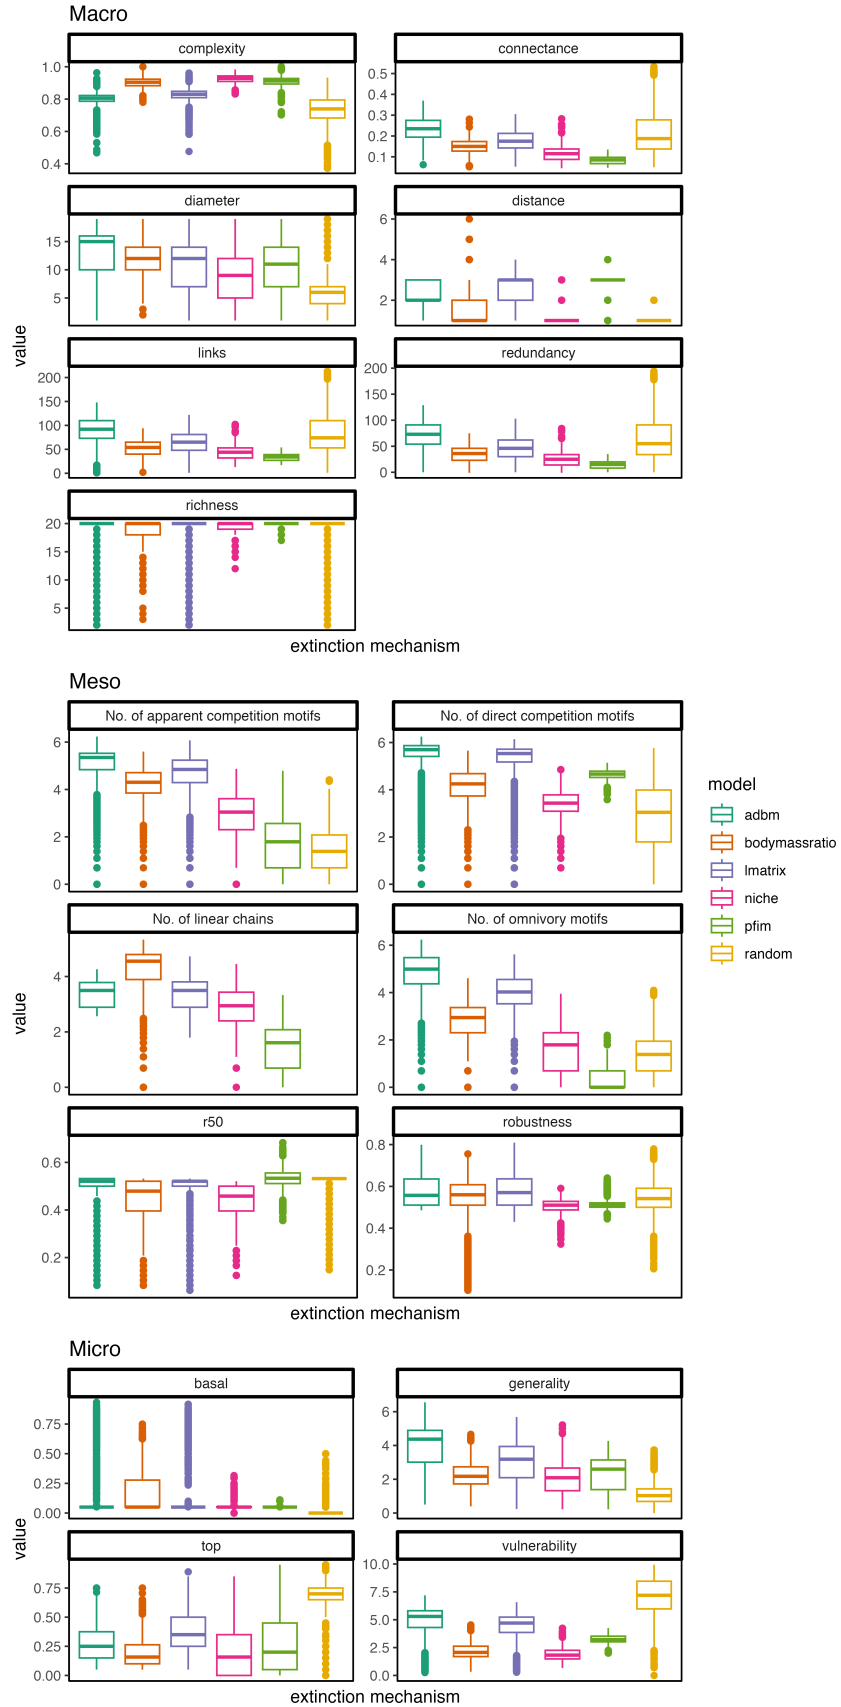 Macro
complexity
connectance
1.0
0.8
0.6
0.4
0.5
0.4
0.3
0.2
0.1
diameter
distance
15
10
5
6
4
2
value
links
redundancy
200
150
100
50
0
200
150
100
50
0
richness
20
15
10
5
extinction mechanism
Meso
No. of apparent competition motifs
No. of direct competition motifs
6
4
2
0
6
4
2
0
No. of linear chains
No. of omnivory motifs
4
2
0
6
4
2
0
value
r50
robustness
0.6
0.4
0.2
0.8
0.6
0.4
0.2
extinction mechanism
model
adbm
bodymassratio
lmatrix
niche
pfim
random
Micro
basal
generality
0.75
0.50
0.25
0.00
6
4
2
0
value
top
vulnerability
0.75
0.50
0.25
0.00
10.0
7.5
5.0
2.5
0.0
extinction mechanism